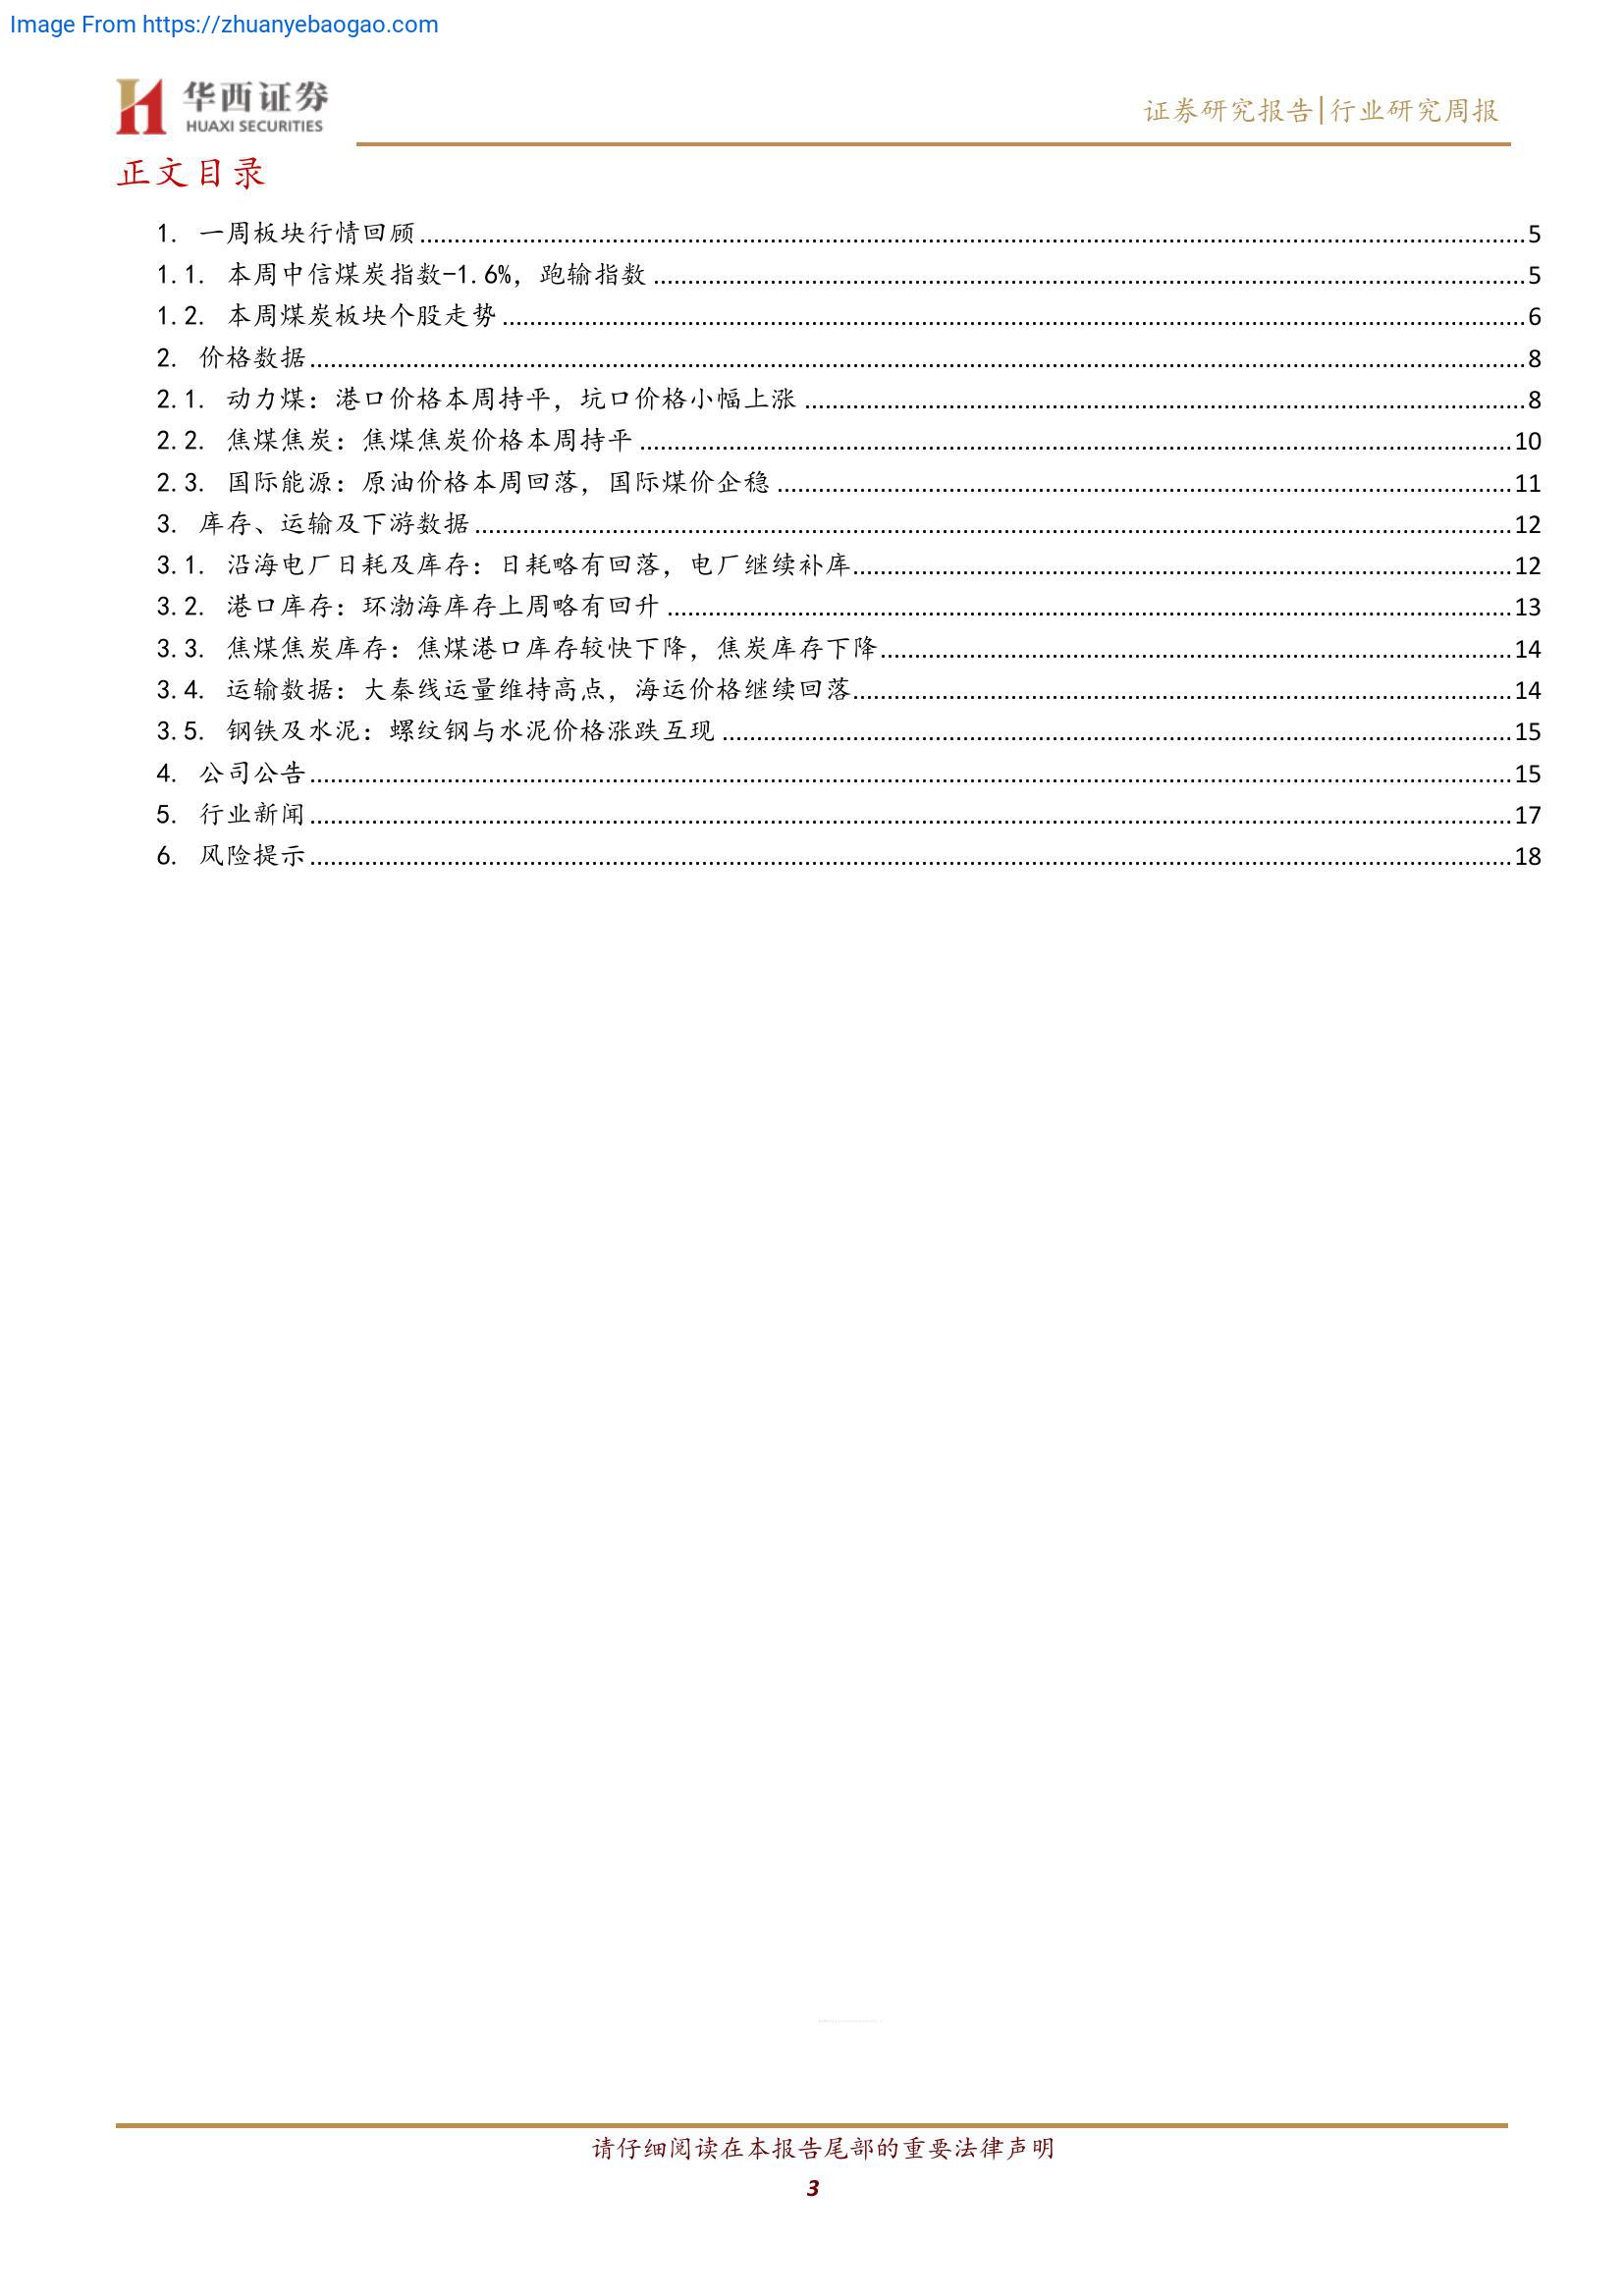 Image From https://zhuanyebaogao.com
华西证券
HUAXI SECURITIES
证券研究报告|行业研究周报
正文目录
1. 一周板块行情回顾 5
1.1. 本周中信煤炭指数-1.6%，跑输指数 5
1.2. 本周煤炭板块个股走势 6
2. 价格数据 8
2.1. 动力煤：港口价格本周持平，坑口价格小幅上涨 8
2.2. 焦煤焦炭：焦煤焦炭价格本周持平 10
2.3. 国际能源：原油价格本周回落，国际煤价企稳 11
3. 库存、运输及下游数据 12
3.1. 沿海电厂日耗及库存：日耗略有回落，电厂继续补库 12
3.2. 港口库存：环渤海库存上周略有回升 13
3.3. 焦煤焦炭库存：焦煤港口库存较快下降，焦炭库存下降 14
3.4. 运输数据：大秦线运量维持高点，海运价格继续回落 14
3.5. 钢铁及水泥：螺纹钢与水泥价格涨跌互现 15
4. 公司公告 15
5. 行业新闻 17
6. 风险提示 18
请仔细阅读在本报告尾部的重要法律声明
3